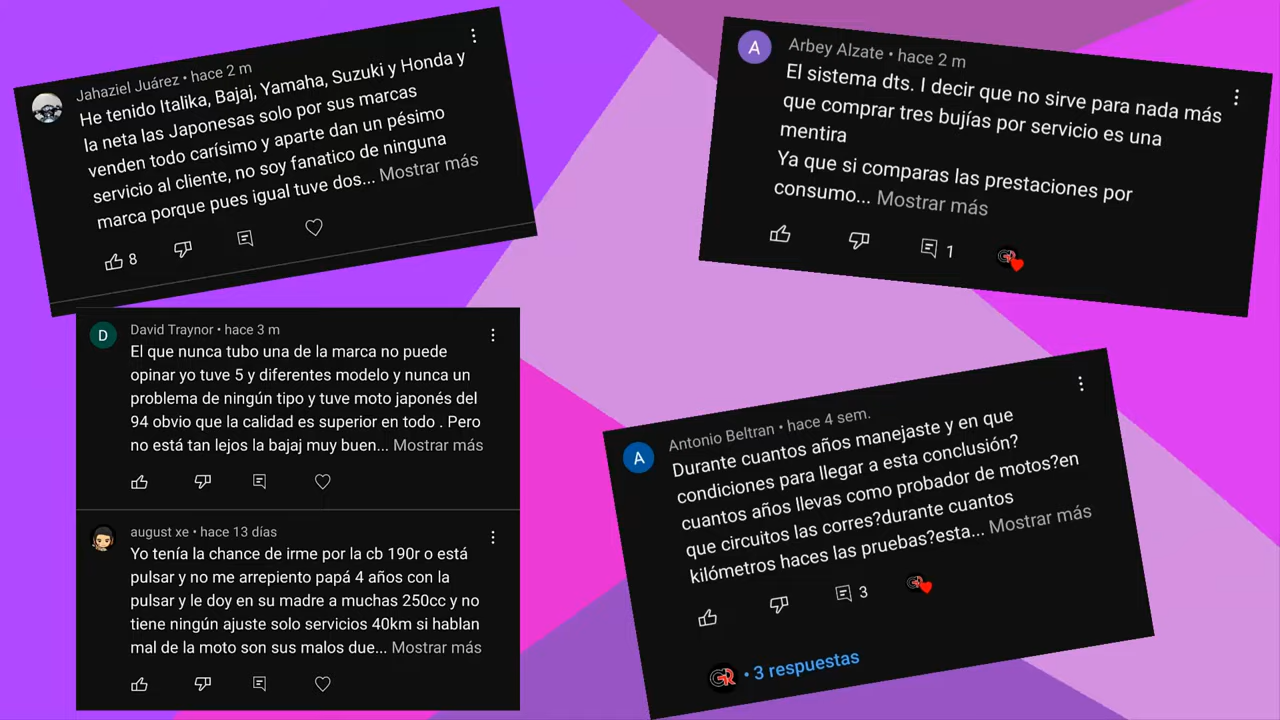 Jahaziel Juárez • hace 2 m
He tenido Italika, Bajaj, Yamaha, Suzuki y Honda y
la neta las Japonesas solo por sus marcas
venden todo carísimo y aparte dan un pésimo
servicio al cliente, no soy fanatico de ninguna
marca porque pues igual tuve dos... Mostrar más
8
A
Arbey Alzate • hace 2 m
El sistema dts. I decir que no sirve para nada más
que comprar tres bujías por servicio es una
mentira
Ya que si comparas las prestaciones por
consumo... Mostrar más
1
D
David Traynor • hace 3 m
El que nunca tubo una de la marca no puede
opinar yo tuve 5 y diferentes modelo y nunca un
problema de ningún tipo y tuve moto japonés del
94 obvio que la calidad es superior en todo . Pero
no está tan lejos la bajaj muy buen... Mostrar más
august xe • hace 13 días
Yo tenía la chance de irme por la cb 190r o está
pulsar y no me arrepiento papá 4 años con la
pulsar y le doy en su madre a muchas 250cc y no
tiene ningún ajuste solo servicios 40km si hablan
mal de la moto son sus malos due... Mostrar más
A
Antonio Beltran • hace 4 sem.
Durante cuantos años manejaste y en que
condiciones para llegar a esta conclusión?
cuantos años llevas como probador de motos?en
que circuitos las corres?durante cuantos
kilómetros haces las pruebas?esta... Mostrar más
3
GR • 3 respuestas